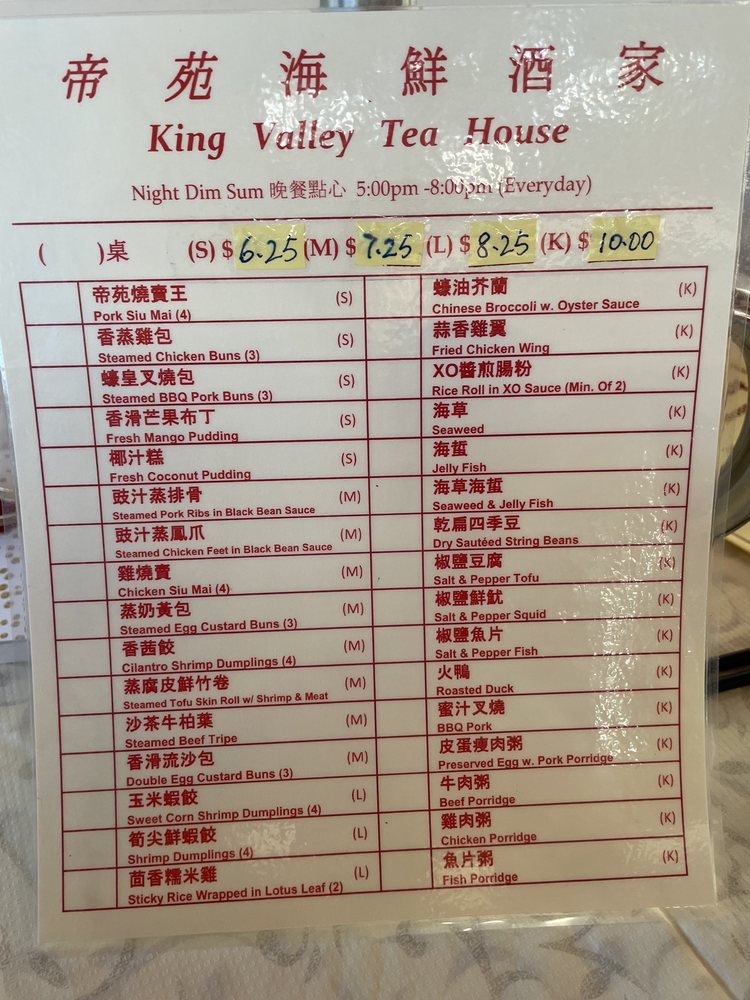 帝苑海鮮酒家
King Valley Tea House
Night Dim Sum 晚餐點心 5:00pm -8:00pm (Everyday)
( )桌 (S) $ 6.25 (M) $ 7.25 (L) $ 8.25 (K) $ 10.00
帝苑燒賣王 (S)
Pork Siu Mai (4)
香蒸雞包 (S)
Steamed Chicken Buns (3)
蠔皇叉燒包 (S)
Steamed BBQ Pork Buns (3)
香滑芒果布丁 (S)
Fresh Mango Pudding
椰汁糕 (S)
Fresh Coconut Pudding
豉汁蒸排骨 (M)
Steamed Pork Ribs in Black Bean Sauce
豉汁蒸鳳爪 (M)
Steamed Chicken Feet in Black Bean Sauce
雞燒賣 (M)
Chicken Siu Mai (4)
蒸奶黃包 (M)
Steamed Egg Custard Buns (3)
香茜餃 (M)
Cilantro Shrimp Dumplings (4)
蒸腐皮鮮竹卷 (M)
Steamed Tofu Skin Roll w/ Shrimp & Meat
沙茶牛柏葉 (M)
Steamed Beef Tripe
香滑流沙包 (M)
Double Egg Custard Buns (3)
玉米蝦餃 (L)
Sweet Corn Shrimp Dumplings (4)
筍尖鮮蝦餃 (L)
Shrimp Dumplings (4)
茴香糯米雞 (L)
Sticky Rice Wrapped in Lotus Leaf (2)
蠔油芥蘭 (K)
Chinese Broccoli w. Oyster Sauce
蒜香雞翼 (K)
Fried Chicken Wing
XO醬煎腸粉 (K)
Rice Roll in XO Sauce (Min. Of 2)
海草 (K)
Seaweed
海蜇 (K)
Jelly Fish
海草海蜇 (K)
Seaweed & Jelly Fish
乾扁四季豆 (K)
Dry Sautéed String Beans
椒鹽豆腐 (K)
Salt & Pepper Tofu
椒鹽鮮魷 (K)
Salt & Pepper Squid
椒鹽魚片 (K)
Salt & Pepper Fish
火鴨 (K)
Roasted Duck
蜜汁叉燒 (K)
BBQ Pork
皮蛋瘦肉粥 (K)
Preserved Egg w. Pork Porridge
牛肉粥 (K)
Beef Porridge
雞肉粥 (K)
Chicken Porridge
魚片粥 (K)
Fish Porridge